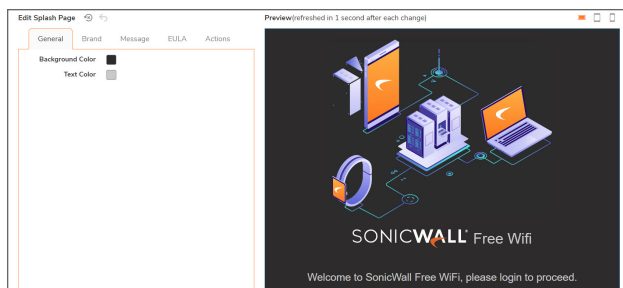 Edit Splash Page
Preview(refreshed in 1 second after each change)
General Brand Message EULA Actions
Background Color
Text Color
SONICWALL Free Wifi
Welcome to SonicWall Free WiFi, please login to proceed.